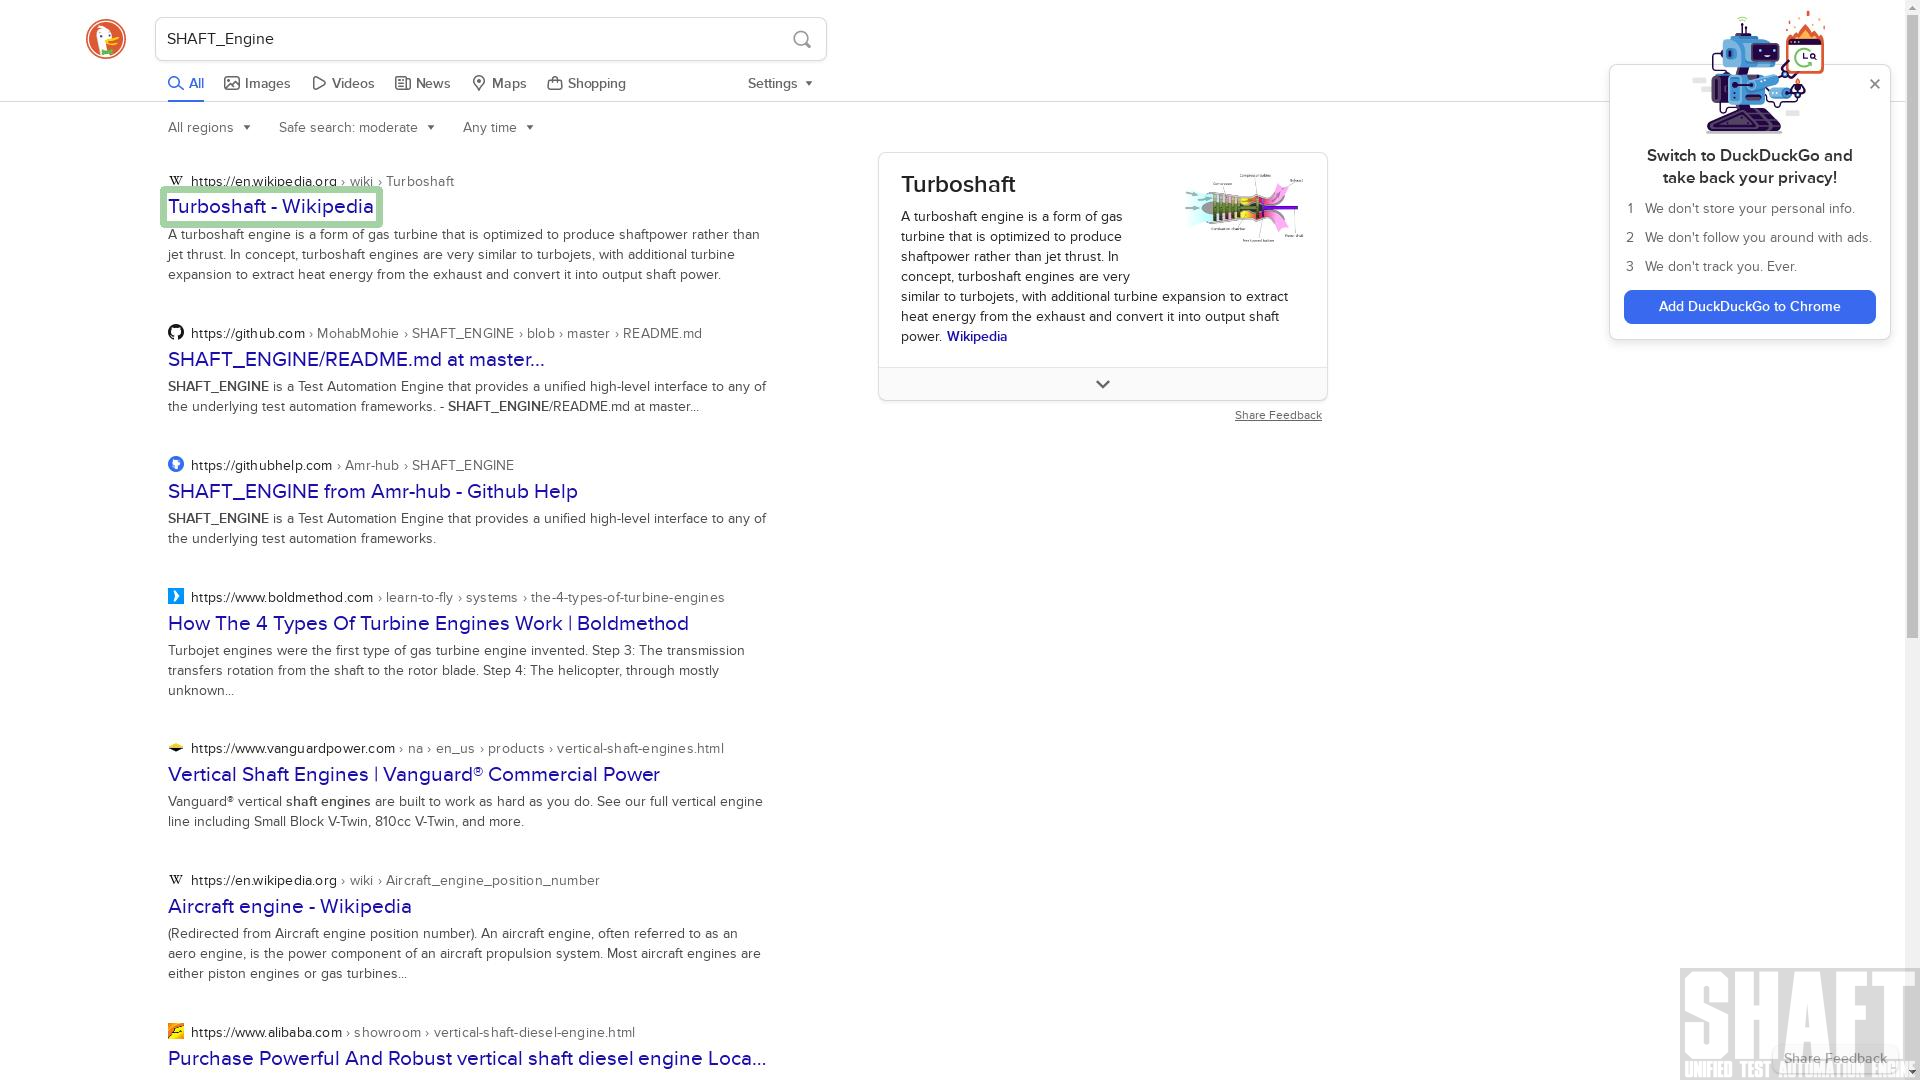 SHAFT_Engine
All Images Videos News Maps Shopping Settings
All regions Safe search: moderate Any time
https://en.wikipedia.org › wiki › Turboshaft
Turboshaft - Wikipedia
A turboshaft engine is a form of gas turbine that is optimized to produce shaftpower rather than
jet thrust. In concept, turboshaft engines are very similar to turbojets, with additional turbine
expansion to extract heat energy from the exhaust and convert it into output shaft power.
https://github.com › MohabMohie › SHAFT_ENGINE › blob › master › README.md
SHAFT_ENGINE/README.md at master...
SHAFT_ENGINE is a Test Automation Engine that provides a unified high-level interface to any of
the underlying test automation frameworks. - SHAFT_ENGINE/README.md at master...
https://githubhelp.com › Amr-hub › SHAFT_ENGINE
SHAFT_ENGINE from Amr-hub - Github Help
SHAFT_ENGINE is a Test Automation Engine that provides a unified high-level interface to any of
the underlying test automation frameworks.
https://www.boldmethod.com › learn-to-fly › systems › the-4-types-of-turbine-engines
How The 4 Types Of Turbine Engines Work | Boldmethod
Turbojet engines were the first type of gas turbine engine invented. Step 3: The transmission
transfers rotation from the shaft to the rotor blade. Step 4: The helicopter, through mostly
unknown...
https://www.vanguardpower.com › na › en_us › products › vertical-shaft-engines.html
Vertical Shaft Engines | Vanguard® Commercial Power
Vanguard® vertical shaft engines are built to work as hard as you do. See our full vertical engine
line including Small Block V-Twin, 810cc V-Twin, and more.
https://en.wikipedia.org › wiki › Aircraft_engine_position_number
Aircraft engine - Wikipedia
(Redirected from Aircraft engine position number). An aircraft engine, often referred to as an
aero engine, is the power component of an aircraft propulsion system. Most aircraft engines are
either piston engines or gas turbines...
https://www.alibaba.com › showroom › vertical-shaft-diesel-engine.html
Purchase Powerful And Robust vertical shaft diesel engine Loca...
Turboshaft
A turboshaft engine is a form of gas
turbine that is optimized to produce
shaftpower rather than jet thrust. In
concept, turboshaft engines are very
similar to turbojets, with additional turbine expansion to extract
heat energy from the exhaust and convert it into output shaft
power. Wikipedia
Share Feedback
Switch to DuckDuckGo and
take back your privacy!
1 We don't store your personal info.
2 We don't follow you around with ads.
3 We don't track you. Ever.
Add DuckDuckGo to Chrome
SHAFT
Share Feedback
UNIFIED TEST AUTOMATION ENGINE